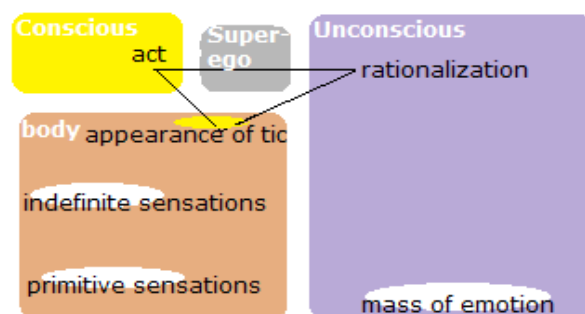 Conscious
act
Super-
ego
Unconscious
rationalization
body
appearance of tic
indefinite sensations
primitive sensations
mass of emotion